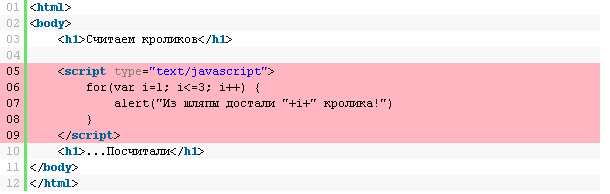 01 <html>
02 <body>
03     <h1>Считаем кроликов</h1>
04
05     <script type="text/javascript">
06         for(var i=1; i<=3; i++) {
07             alert("Из шляпы достали "+i+" кролика!")
08         }
09     </script>
10     <h1>...Посчитали</h1>
11 </body>
12 </html>